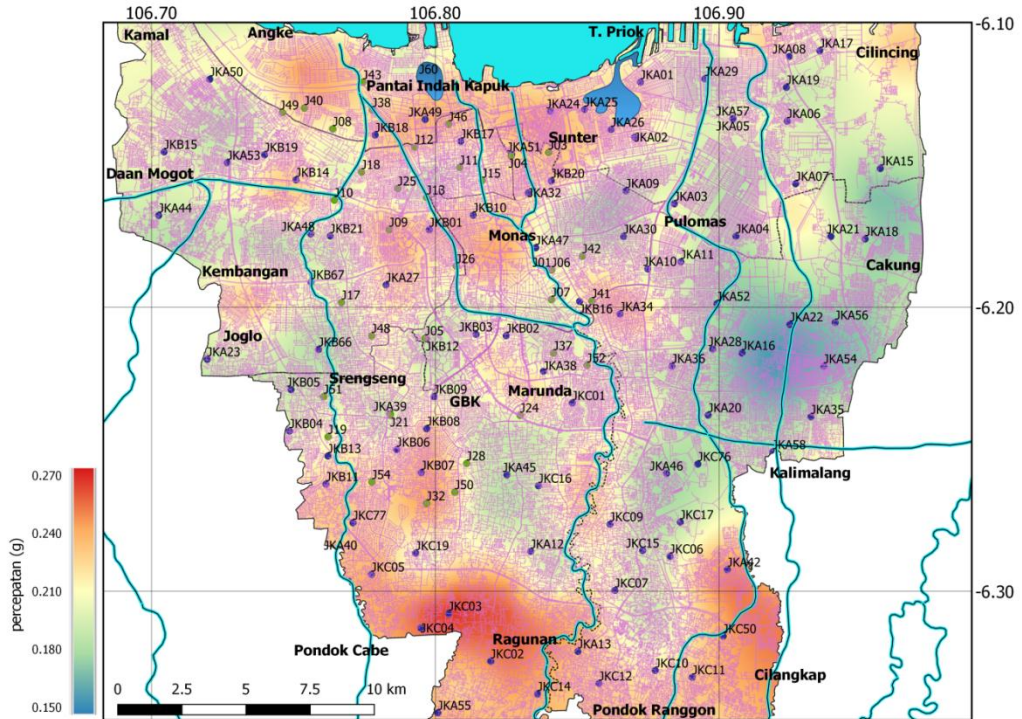 106.70 106.80 106.90
-6.10
Kamal Angke T. Priok
JKA08 JKA17
Cilincing
JKA50 J43 J60 JKA01 JKA29
Pantai Indah Kapuk JKA19
J49 J40 J38 JKA24 JKA25
J08 JKA49 J46 JKA57
JKB18 JKA26 JKA05 JKA06
J12 JKB17 Sunter JKA02
JKB15 JKB19 JKA51 J03
JKA53 J11 J04 JKA15
Daan Mogot JKB14 J18 J15 JKB20 JKA07
J25 J13 JKA32 JKA09
J10 JKA03
JKA44 JKB10 Pulomas
JKA48 JKB21 J09 JKB01 Monas JKA30 JKA04 JKA21 JKA18
JKA47 J42
Kembangan JKB67 J26 J01 J06 JKA10 JKA11 Cakung
JKA27
J17 J07 J41 JKA52
JKB16 JKA34 -6.20
Joglo J48 J05 JKB03 JKB02 JKA22 JKA56
JKB66 JKB12 J37 JKA28 JKA16
JKA23 JKA38 J52 JKA36 JKA54
JKB05 Srengseng
J51 JKB09 Marunda
JKA39 GBK JKC01
J21 J24 JKA20 JKA35
JKB04 J19 JKB08
JKB13 JKB06 JKA58
J28 JKC76
JKB11 J54 JKB07 JKA45 JKA46 Kalimalang
J50 JKC16
0.270 J32
JKC77 JKC09 JKC17
0.240 JKA40 JKC19 JKA12 JKC15 JKC06
JKC05 JKA42
0.210 JKC07 -6.30
percepatan (g)
JKC03
0.180 JKC04 Ragunan JKC50
Pondok Cabe JKA13
JKC02 JKC10 JKC11 Cilangkap
0 2.5 5 7.5 10 km JKC12
JKC14
0.150 JKA55 Pondok Ranggon